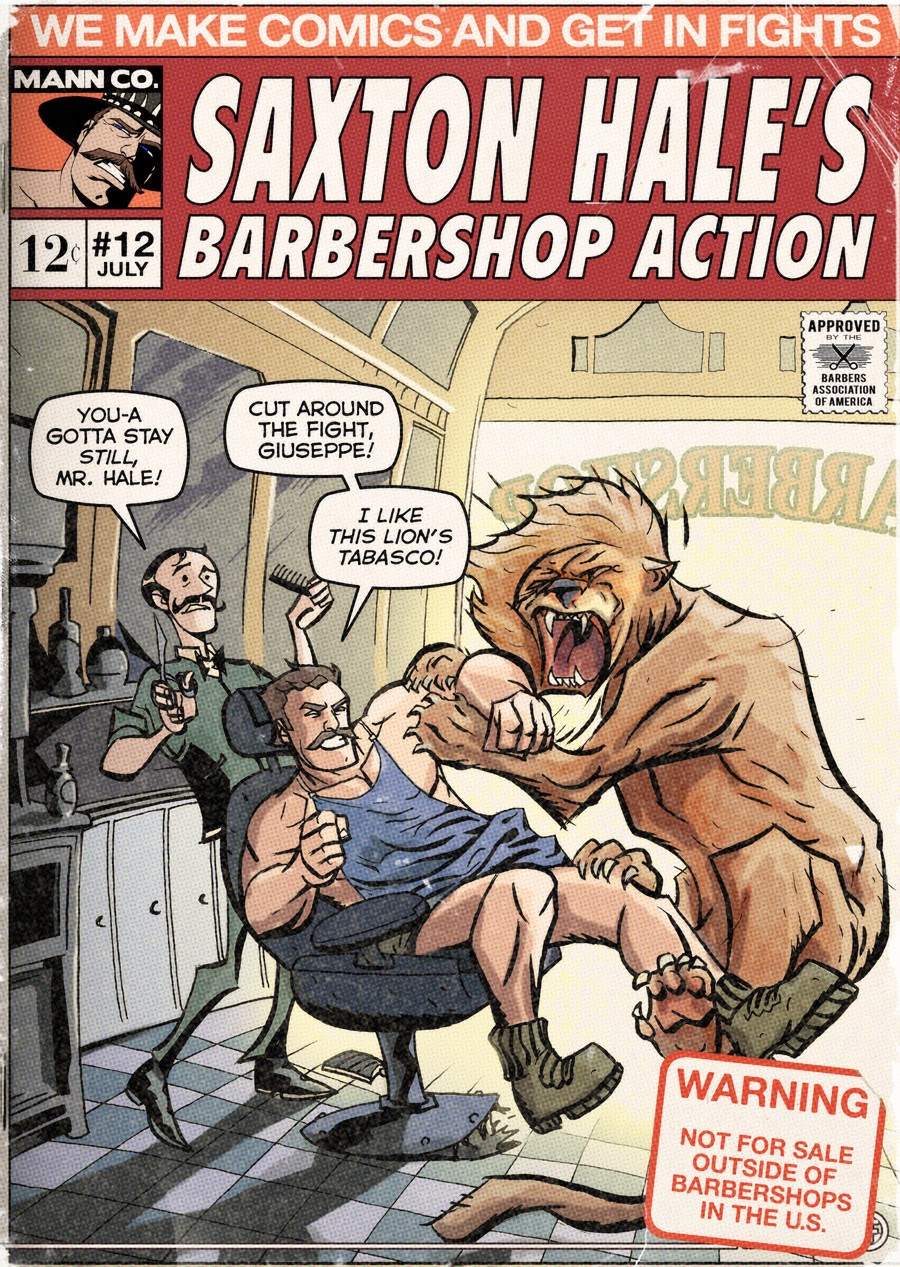 WE MAKE COMICS AND GET IN FIGHTS
MANN CO.
SAXTON HALE'S
BARBERSHOP ACTION
12¢
#12
JULY
APPROVED
BY THE
BARBERS
ASSOCIATION
OF AMERICA
YOU-A
GOTTA STAY
STILL,
MR. HALE!
CUT AROUND
THE FIGHT,
GIUSEPPE!
I LIKE
THIS LION'S
TABASCO!
ARBERSHOP
WARNING
NOT FOR SALE
OUTSIDE OF
BARBERSHOPS
IN THE U.S.